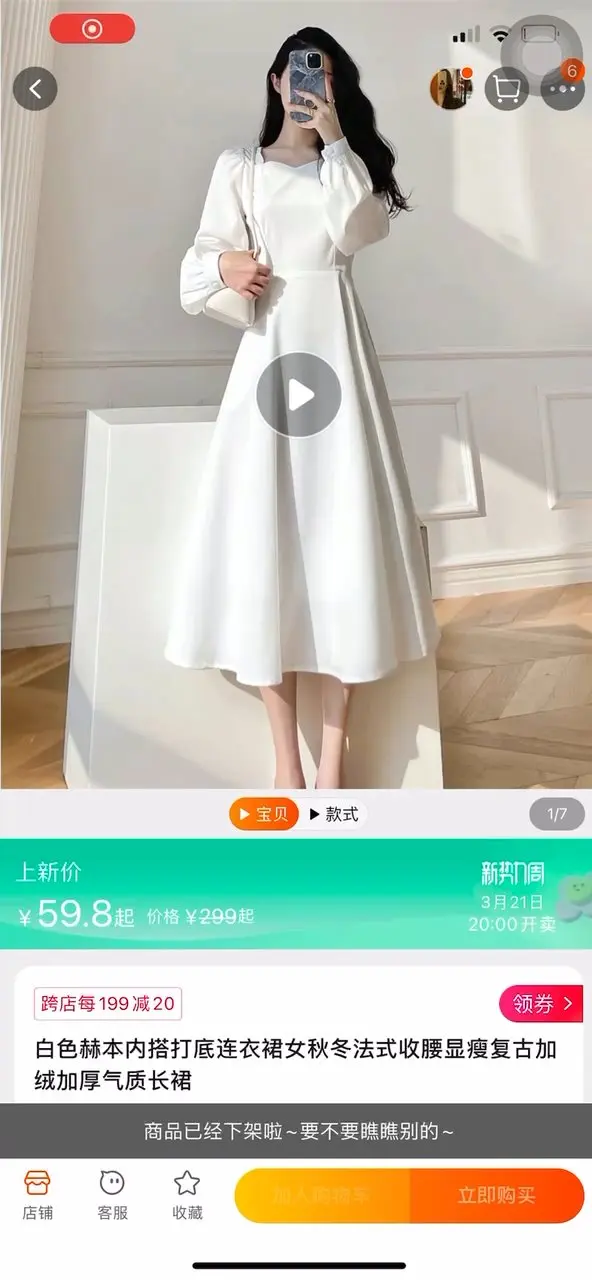 6
宝贝
款式
1/7
上新价
¥59.8起 价格 ¥299起
新势力周
3月21日
20:00开卖
跨店每199减20
领券
白色赫本内搭打底连衣裙女秋冬法式收腰显瘦复古加
绒加厚气质长裙
商品已经下架啦~要不要瞧瞧别的~
店铺
客服
收藏
加入购物车
立即购买